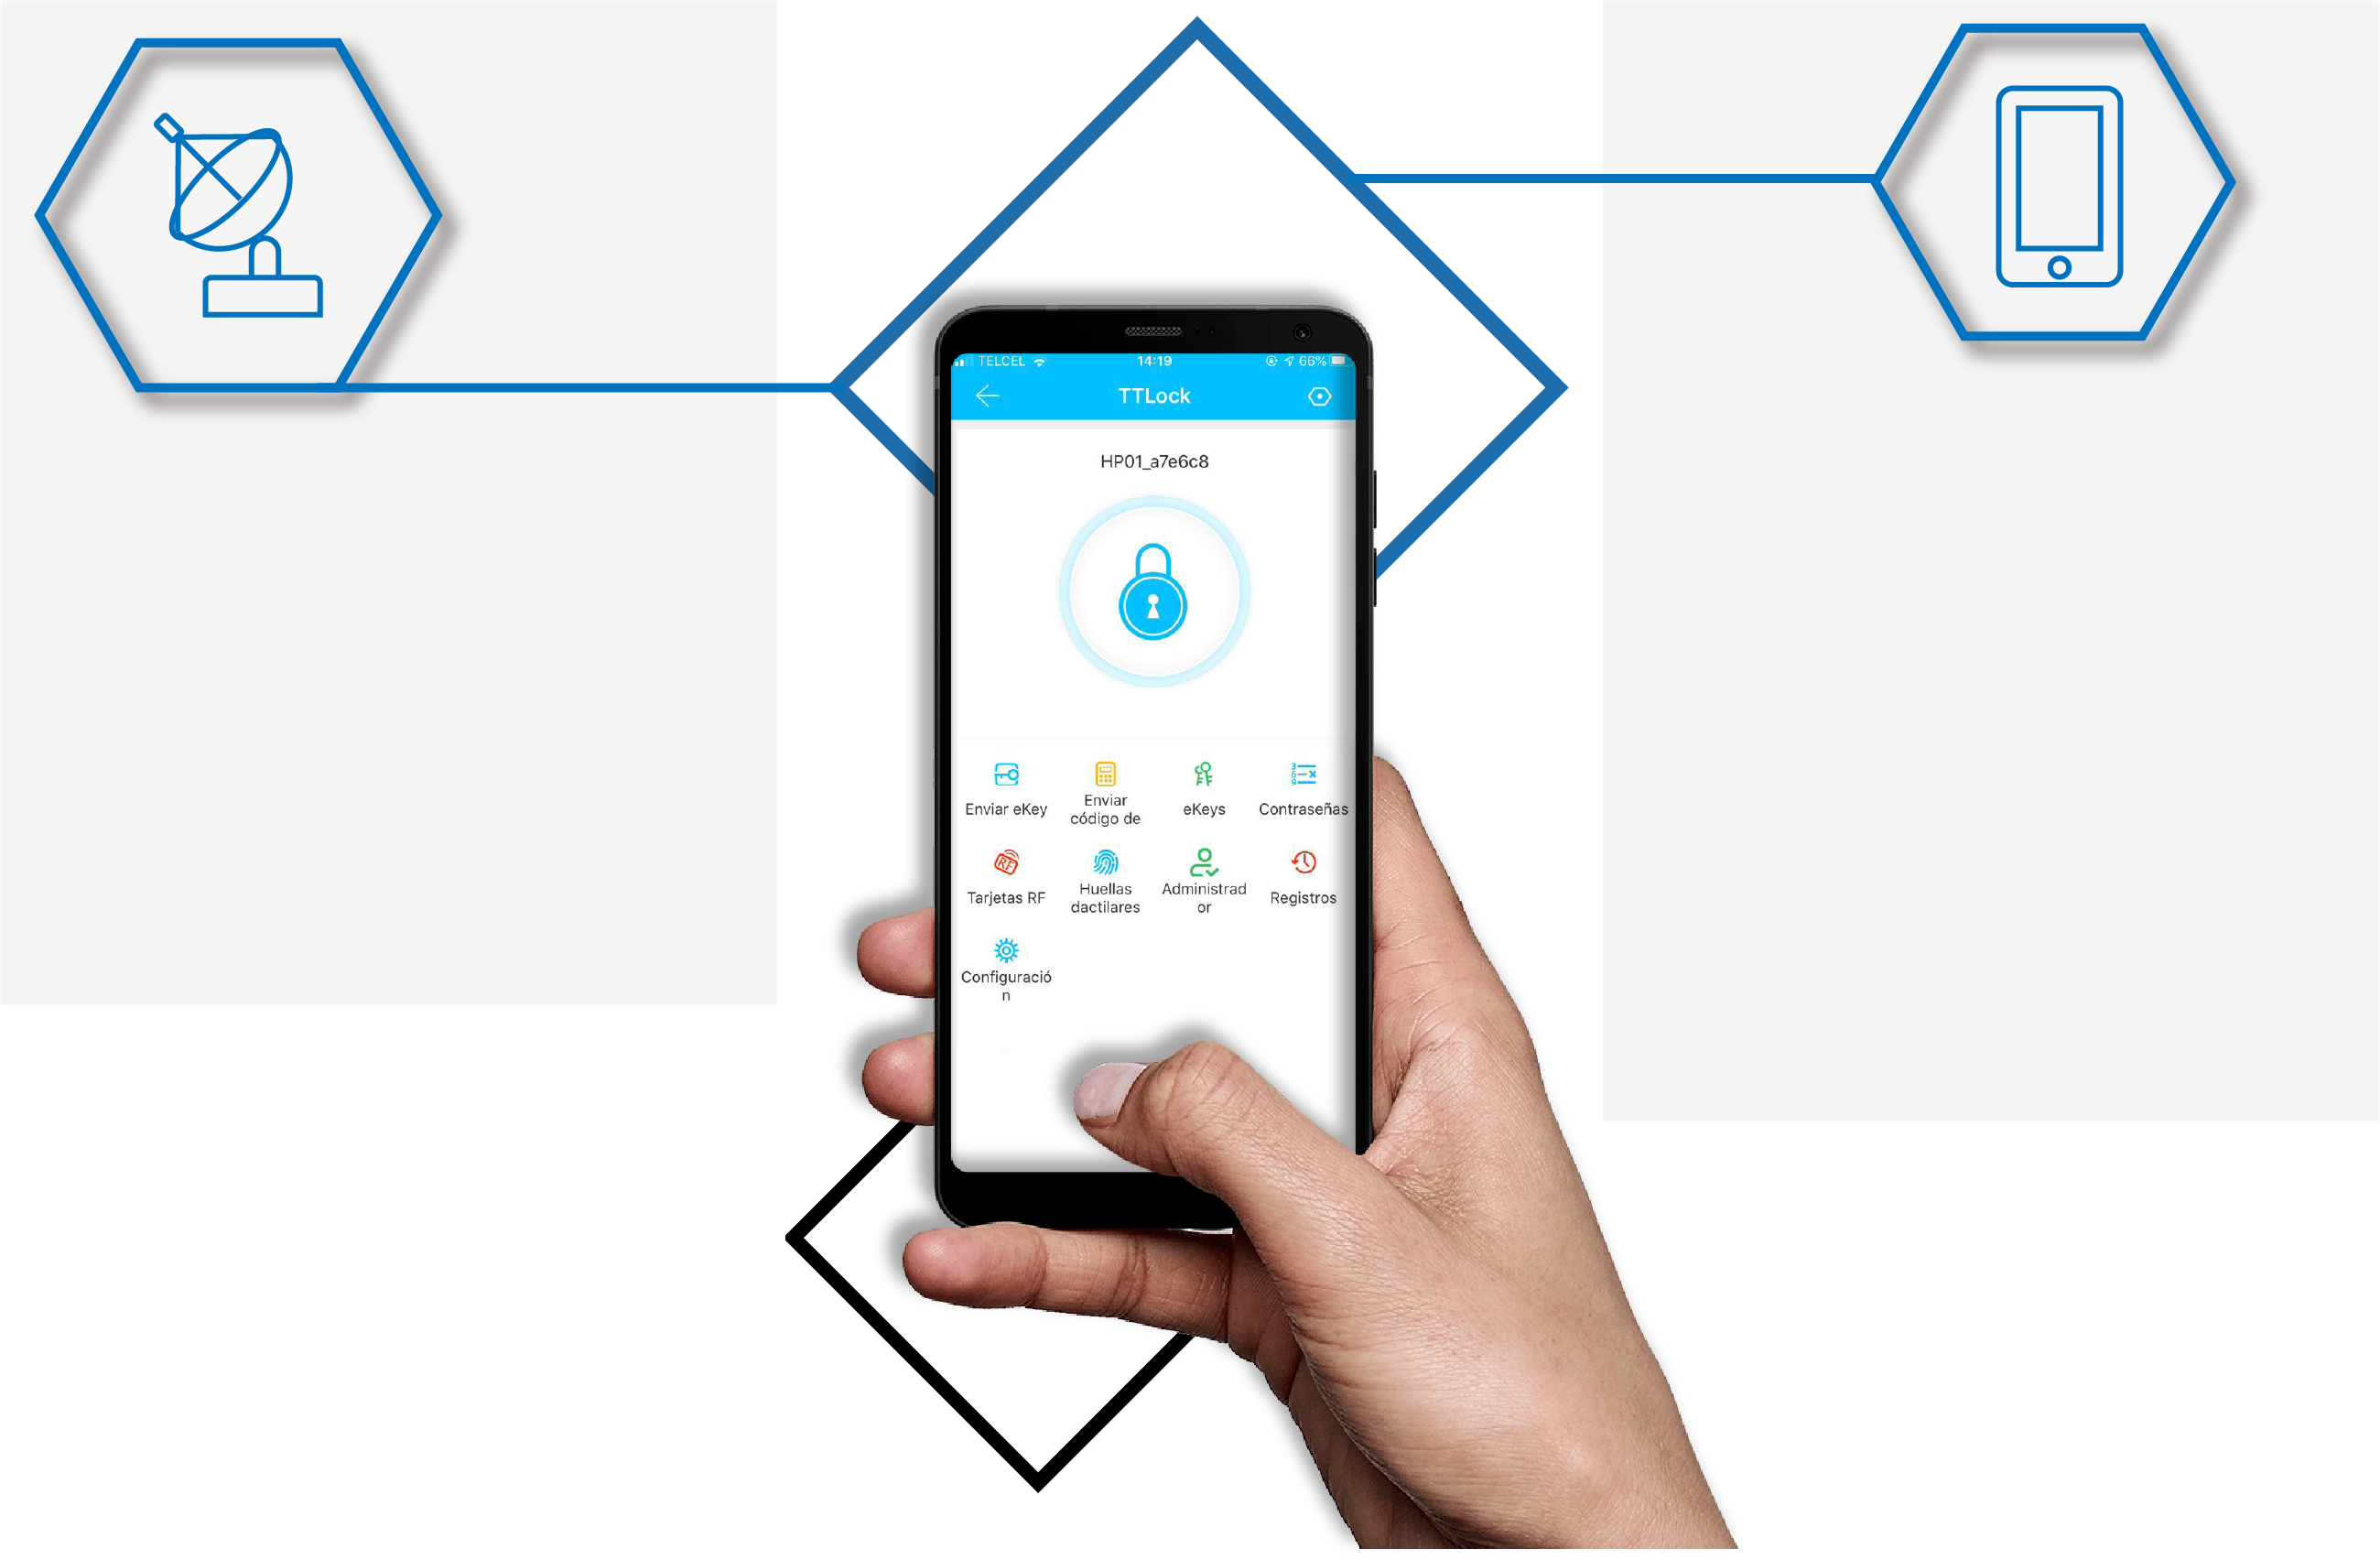 TELCEL 14:19 66%
TTLock
HP01_a7e6c8
Enviar eKey
Enviar
código de
eKeys
Contraseñas
RF
Tarjetas RF
Huellas
dactilares
Administrad
or
Registros
Configuració
n